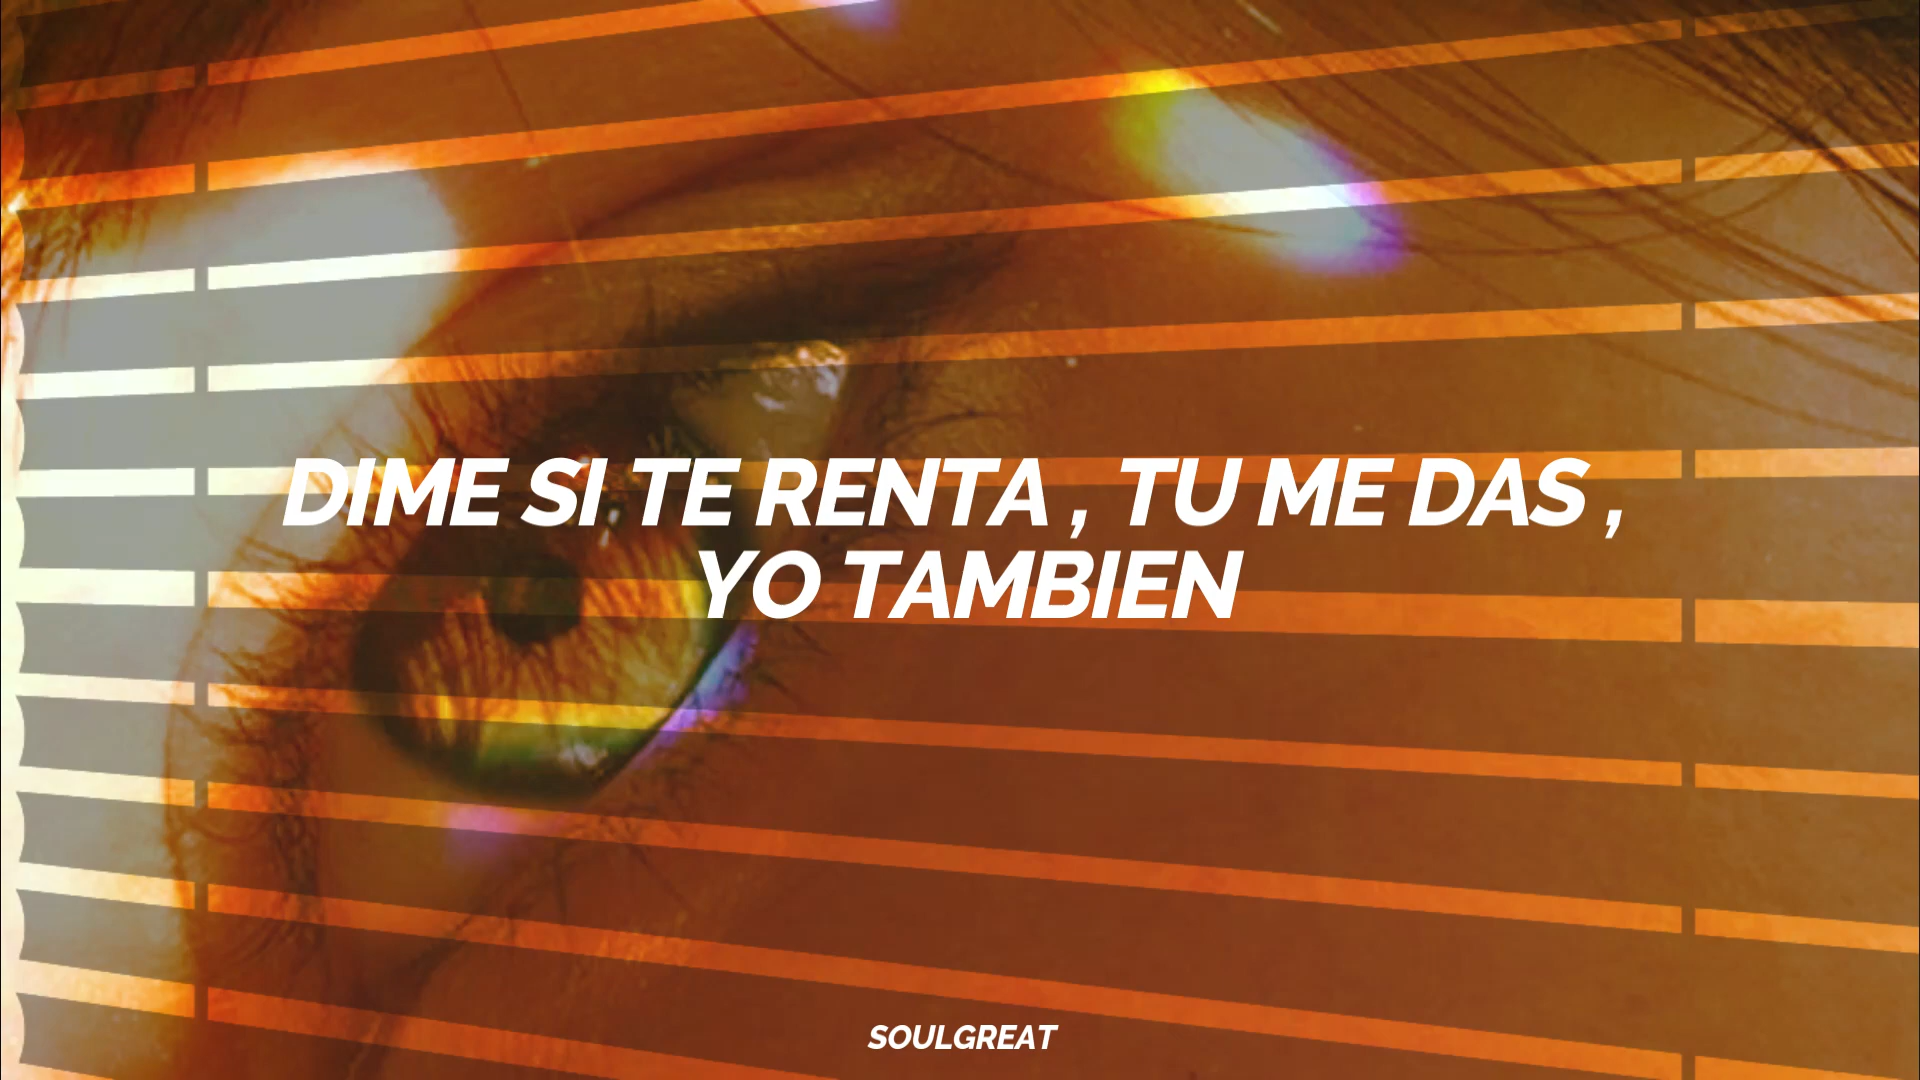 DIME SI TE RENTA , TU ME DAS ,
YO TAMBIEN
SOULGREAT